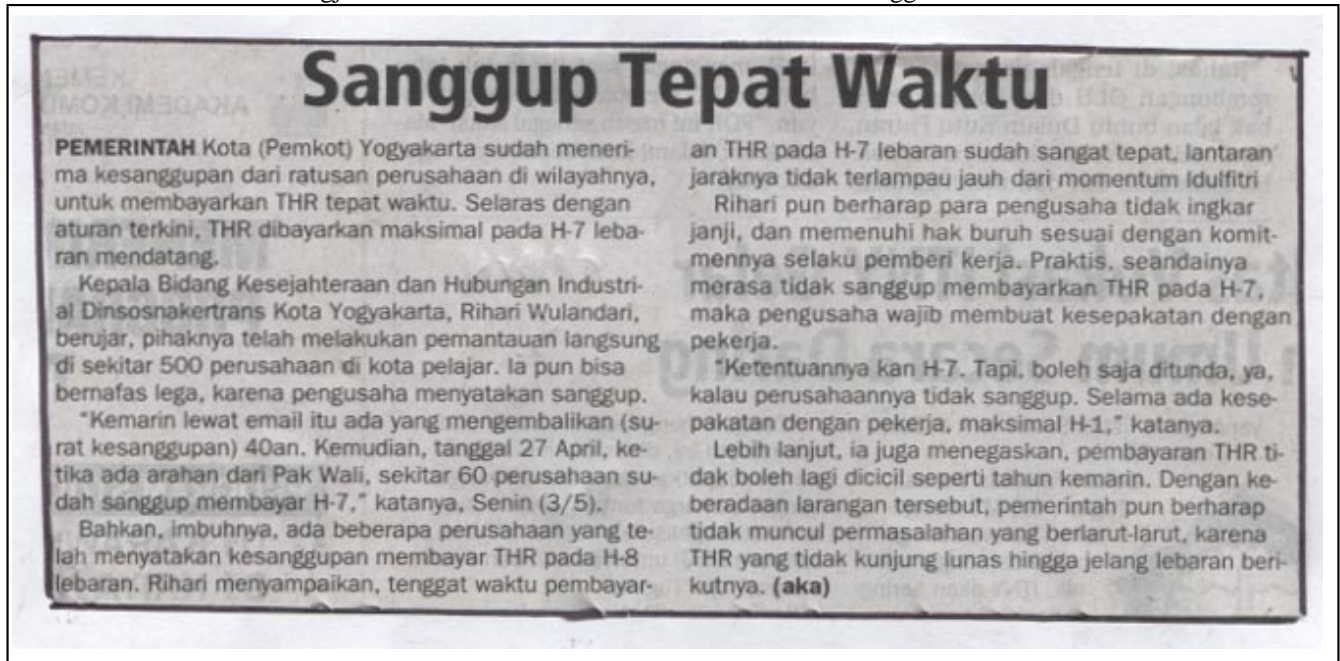 Sanggup Tepat Waktu
PEMERINTAH Kota (Pemkot) Yogyakarta sudah meneri-
ma kesanggupan dari ratusan perusahaan di wilayahnya,
untuk membayarkan THR tepat waktu. Selaras dengan
aturan terkini, THR dibayarkan maksimal pada H-7 leba-
ran mendatang.
Kepala Bidang Kesejahteraan dan Hubungan Industri-
al Dinsosnakertrans Kota Yogyakarta, Rihari Wulandari,
berujar, pihaknya telah melakukan pemantauan langsung
di sekitar 500 perusahaan di kota pelajar. Ia pun bisa
bernafas lega, karena pengusaha menyatakan sanggup.
"Kemarin lewat email itu ada yang mengembalikan (su-
rat kesanggupan) 40an. Kemudian, tanggal 27 April, ke-
tika ada arahan dari Pak Wali, sekitar 60 perusahaan su-
dah sanggup membayar H-7," katanya, Senin (3/5).
Bahkan, imbuhnya, ada beberapa perusahaan yang te-
lah menyatakan kesanggupan membayar THR pada H-8
lebaran. Rihari menyampaikan, tenggat waktu pembayar-
an THR pada H-7 lebaran sudah sangat tepat, lantaran
jaraknya tidak terlampau jauh dari momentum Idulfitri
Rihari pun berharap para pengusaha tidak ingkar
janji, dan memenuhi hak buruh sesuai dengan komit-
mennya selaku pemberi kerja. Praktis, seandainya
merasa tidak sanggup membayarkan THR pada H-7,
maka pengusaha wajib membuat kesepakatan dengan
pekerja.
"Ketentuannya kan H-7. Tapi. boleh saja ditunda, ya,
kalau perusahaannya tidak sanggup. Selama ada kese-
pakatan dengan pekerja, maksimal H-1," katanya.
Lebih lanjut, ia juga menegaskan, pembayaran THR ti-
dak boleh lagi dicicil seperti tahun kemarin. Dengan ke-
beradaan larangan tersebut, pemerintah pun berharap
tidak muncul permasalahan yang berlarut-larut, karena
THR yang tidak kunjung lunas hingga jelang lebaran beri-
kutnya. (aka)